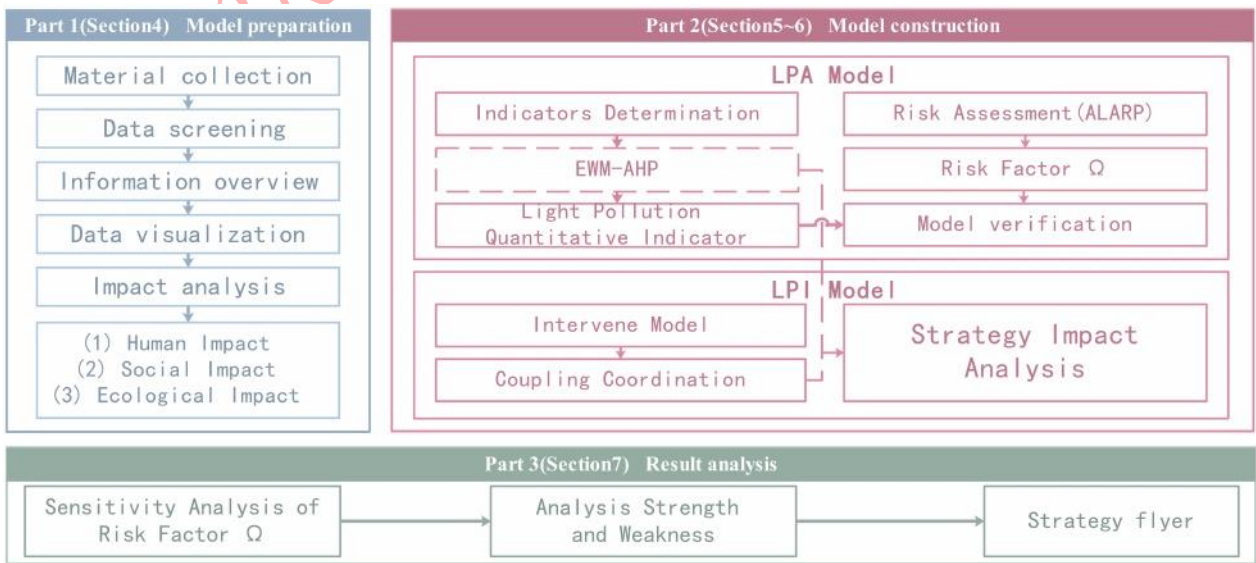 Part 1(Section4) Model preparation
Material collection
Data screening
Information overview
Data visualization
Impact analysis
(1) Human Impact
(2) Social Impact
(3) Ecological Impact
Part 2(Section5~6) Model construction
LPA Model
Indicators Determination
EWM-AHP
Light Pollution
Quantitative Indicator
Risk Assessment(ALARP)
Risk Factor Ω
Model verification
LPI Model
Intervene Model
Coupling Coordination
Strategy Impact
Analysis
Part 3(Section7) Result analysis
Sensitivity Analysis of
Risk Factor Ω
Analysis Strength
and Weakness
Strategy flyer